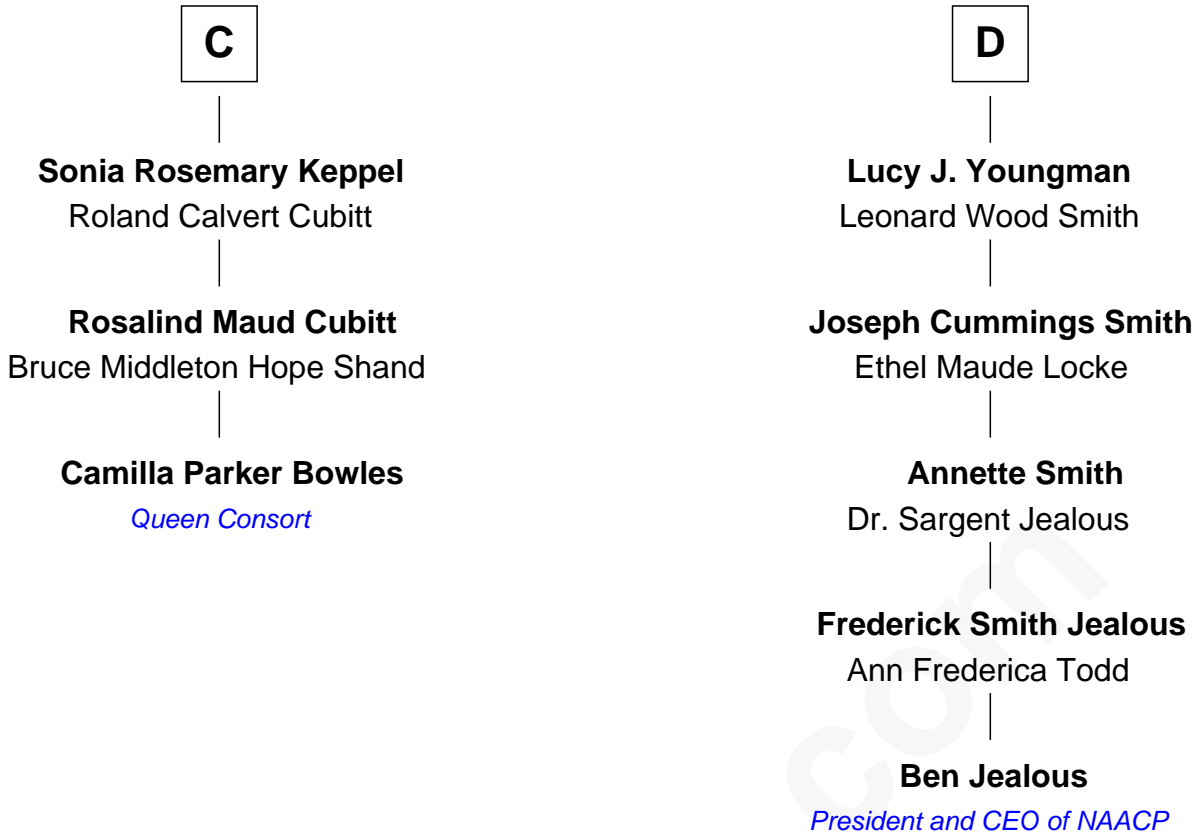 C
Sonia Rosemary Keppel
Roland Calvert Cubitt
Rosalind Maud Cubitt
Bruce Middleton Hope Shand
Camilla Parker Bowles
Queen Consort
D
Lucy J. Youngman
Leonard Wood Smith
Joseph Cummings Smith
Ethel Maude Locke
Annette Smith
Dr. Sargent Jealous
Frederick Smith Jealous
Ann Frederica Todd
Ben Jealous
President and CEO of NAACP
com